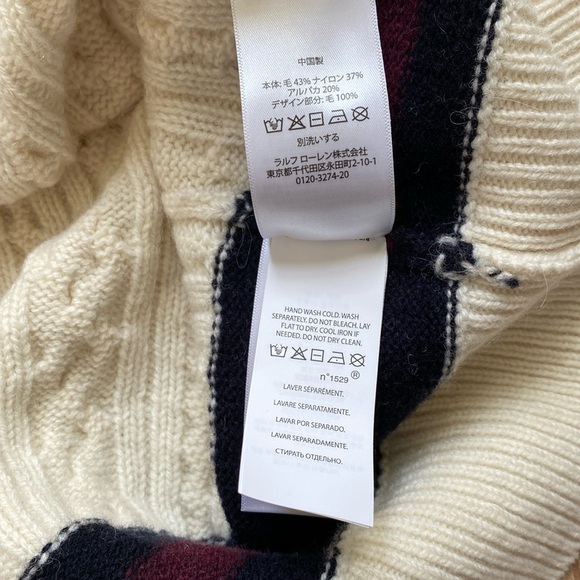 中国製
本体: 毛 43% ナイロン 37%
アルパカ 20%
デザイン部分: 毛 100%
別洗いする
ラルフ ローレン株式会社
東京都千代田区永田町2-10-1
0120-3274-20
HAND WASH COLD. WASH
SEPARATELY. DO NOT BLEACH. LAY
FLAT TO DRY. COOL IRON IF
NEEDED. DO NOT DRY CLEAN.
n°1529 ®
LAVER SÉPARÉMENT.
LAVARE SEPARATAMENTE.
LAVAR POR SEPARADO.
LAVAR SEPARADAMENTE.
СТИРАТЬ ОТДЕЛЬНО.